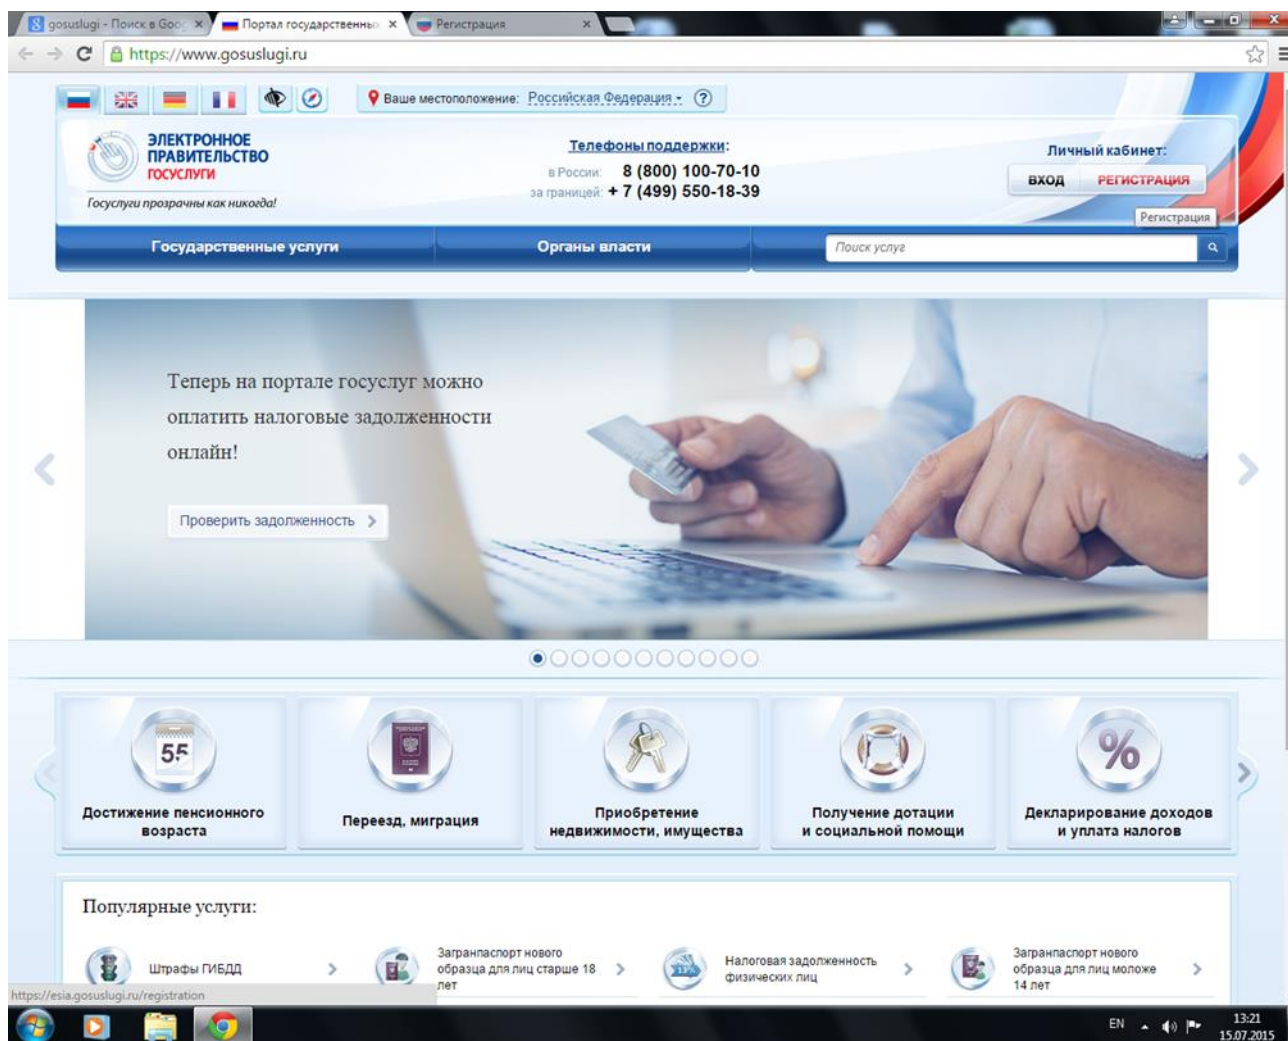 gosuslugi - Поиск в Goo
Портал государственны
Регистрация
https://www.gosuslugi.ru
Ваше местоположение: Российская Федерация
?
ЭЛЕКТРОННОЕ
ПРАВИТЕЛЬСТВО
ГОСУСЛУГИ
Госуслуги прозрачны как никогда!
Телефоны поддержки:
в России: 8 (800) 100-70-10
за границей: + 7 (499) 550-18-39
Личный кабинет:
ВХОД РЕГИСТРАЦИЯ
Регистрация
Государственные услуги
Органы власти
Поиск услуг
Теперь на портале госуслуг можно
оплатить налоговые задолженности
онлайн!
Проверить задолженность
55
%
Достижение пенсионного
возраста
Переезд, миграция
Приобретение
недвижимости, имущества
Получение дотации
и социальной помощи
Декларирование доходов
и уплата налогов
Популярные услуги:
Штрафы ГИБДД
Загранпаспорт нового
образца для лиц старше 18
лет
13%
Налоговая задолженность
физических лиц
Загранпаспорт нового
образца для лиц моложе
14 лет
https://esia.gosuslugi.ru/registration
EN
13:21
15.07.2015